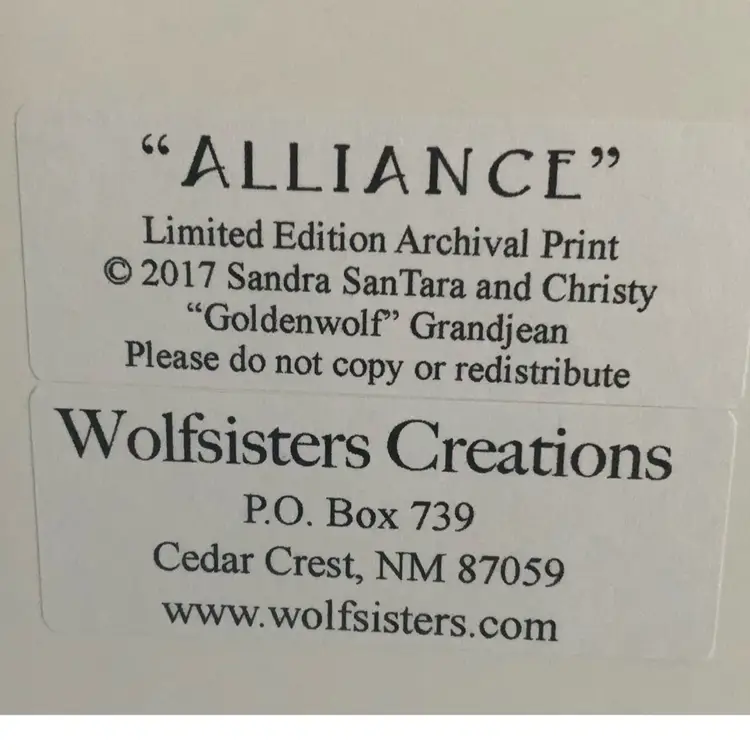 “ALLIANCE”
Limited Edition Archival Print
© 2017 Sandra SanTara and Christy
“Goldenwolf” Grandjean
Please do not copy or redistribute
Wolfsisters Creations
P.O. Box 739
Cedar Crest, NM 87059
www.wolfsisters.com